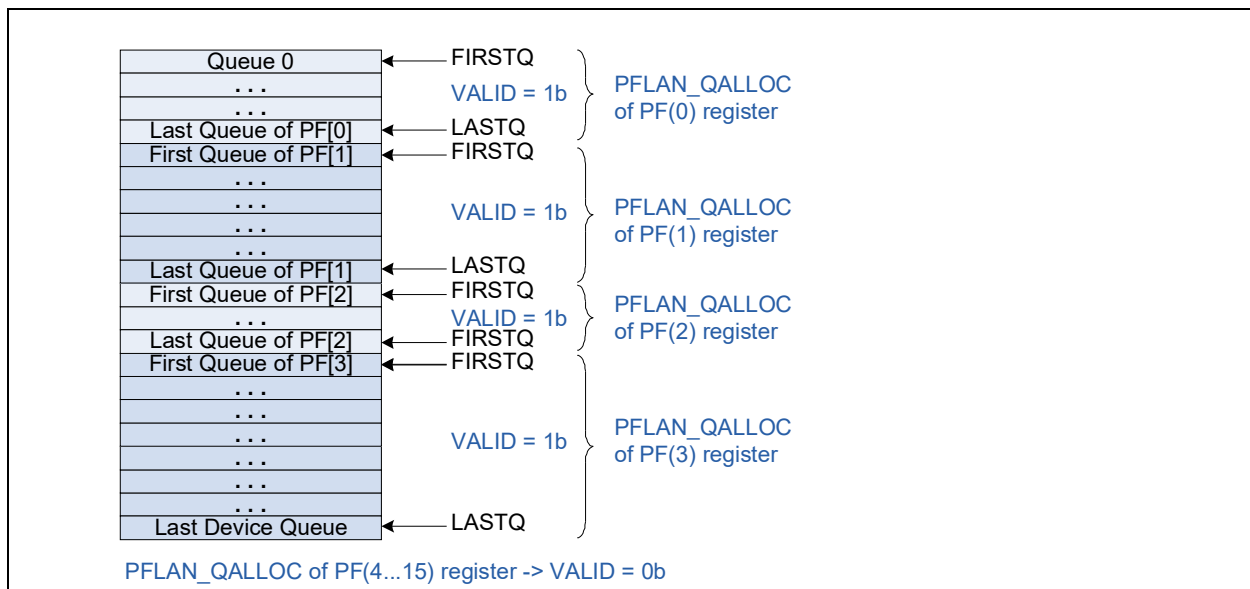 Queue 0
. . .
. . .
Last Queue of PF[0]
First Queue of PF[1]
. . .
. . .
. . .
. . .
Last Queue of PF[1]
First Queue of PF[2]
. . .
Last Queue of PF[2]
First Queue of PF[3]
. . .
. . .
. . .
. . .
. . .
. . .
Last Device Queue
FIRSTQ
VALID = 1b
LASTQ
FIRSTQ
VALID = 1b
LASTQ
FIRSTQ
VALID = 1b
FIRSTQ
FIRSTQ
VALID = 1b
LASTQ
PFLAN_QALLOC
of PF(0) register
PFLAN_QALLOC
of PF(1) register
PFLAN_QALLOC
of PF(2) register
PFLAN_QALLOC
of PF(3) register
PFLAN_QALLOC of PF(4...15) register -> VALID = 0b